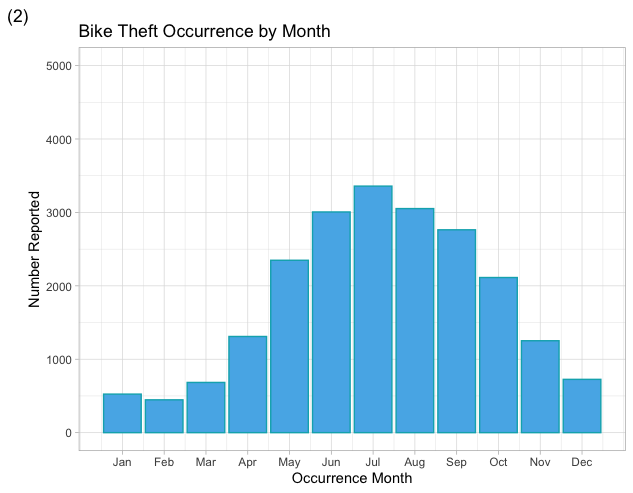 (2)
Bike Theft Occurrence by Month
5000
4000
3000
2000
1000
0
Number Reported
Jan Feb Mar Apr May Jun Jul Aug Sep Oct Nov Dec
Occurrence Month